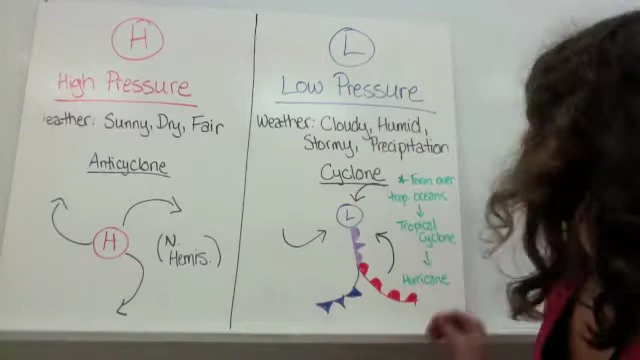 H
High Pressure
eather: Sunny, Dry, Fair
Anticyclone
H
(N.
Hemis.)
L
Low Pressure
Weather: Cloudy, Humid,
Stormy, Precipitation
Cyclone
* Form over
trop. oceans
Tropical
Cyclone
Hurricane
L